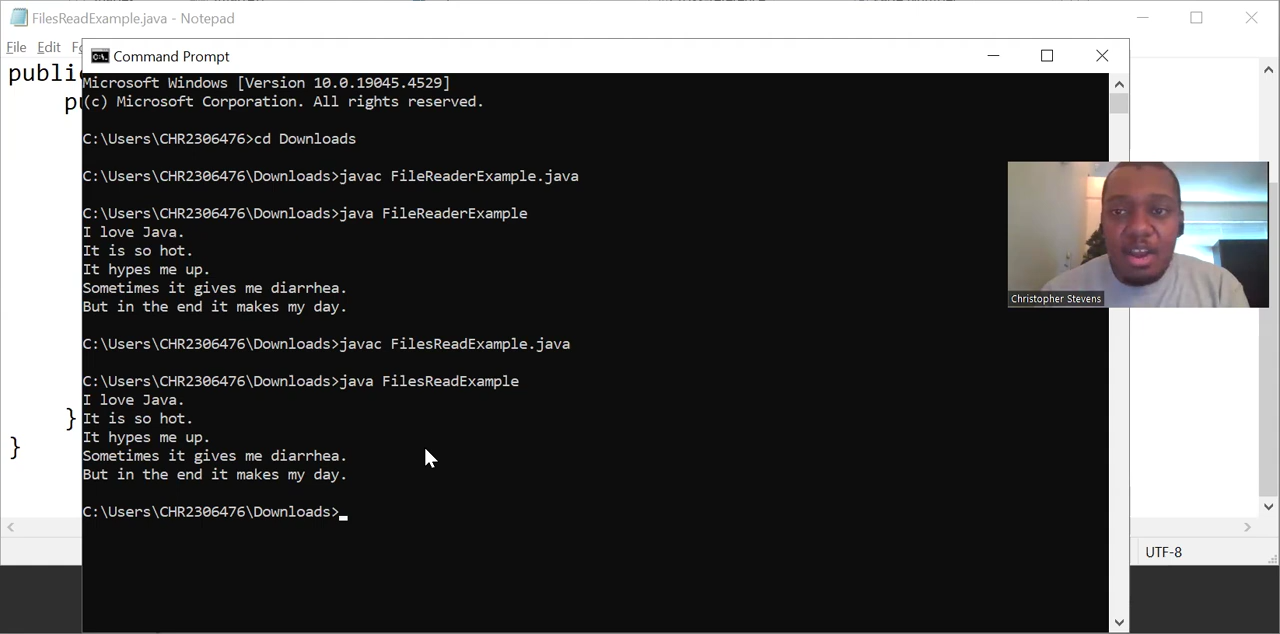 FilesReadExample.java - Notepad
File Edit
public
Command Prompt
Microsoft Windows [Version 10.0.19045.4529]
(c) Microsoft Corporation. All rights reserved.
C:\Users\CHR2306476>cd Downloads
C:\Users\CHR2306476\Downloads>javac FileReaderExample.java
C:\Users\CHR2306476\Downloads>java FileReaderExample
I love Java.
It is so hot.
It hypes me up.
Sometimes it gives me diarrhea.
But in the end it makes my day.
C:\Users\CHR2306476\Downloads>javac FilesReadExample.java
C:\Users\CHR2306476\Downloads>java FilesReadExample
I love Java.
It is so hot.
}
It hypes me up.
}
Sometimes it gives me diarrhea.
But in the end it makes my day.
C:\Users\CHR2306476\Downloads>
Christopher Stevens
UTF-8